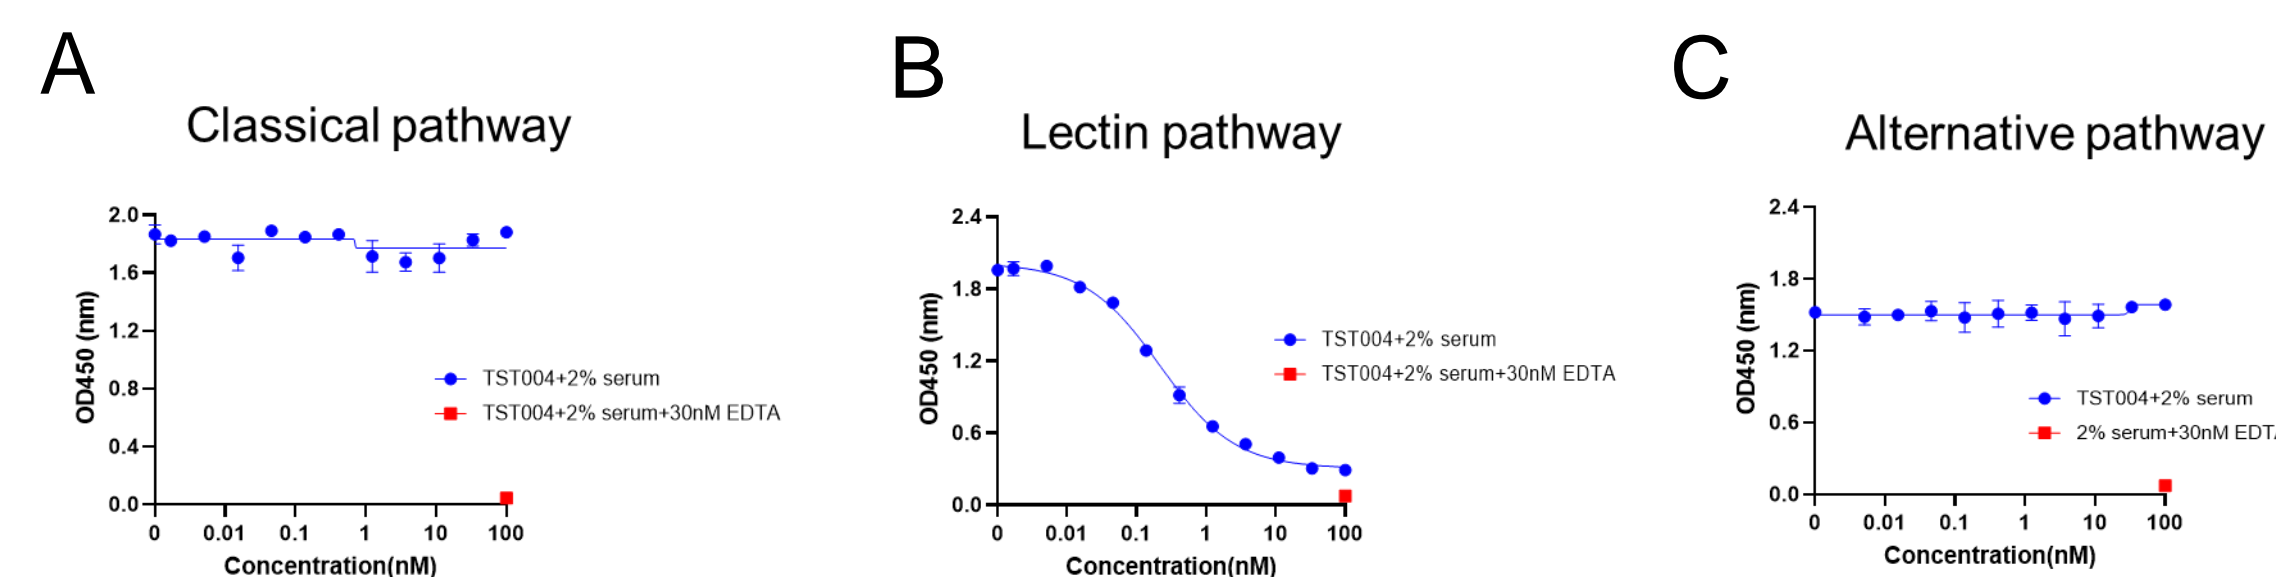 A
Classical pathway
2.0
1.6
1.2
0.8
0.4
0.0
OD450 (nm)
TST004+2% serum
TST004+2% serum+30nM EDTA
0 0.01 0.1 1 10 100
Concentration(nM)
B
Lectin pathway
2.4
1.8
1.2
0.6
0.0
OD450 (nm)
TST004+2% serum
TST004+2% serum+30nM EDTA
0 0.01 0.1 1 10 100
Concentration(nM)
C
Alternative pathway
2.4
1.8
1.2
0.6
0.0
OD450 (nm)
TST004+2% serum
2% serum+30nM EDT
0 0.01 0.1 1 10 100
Concentration(nM)